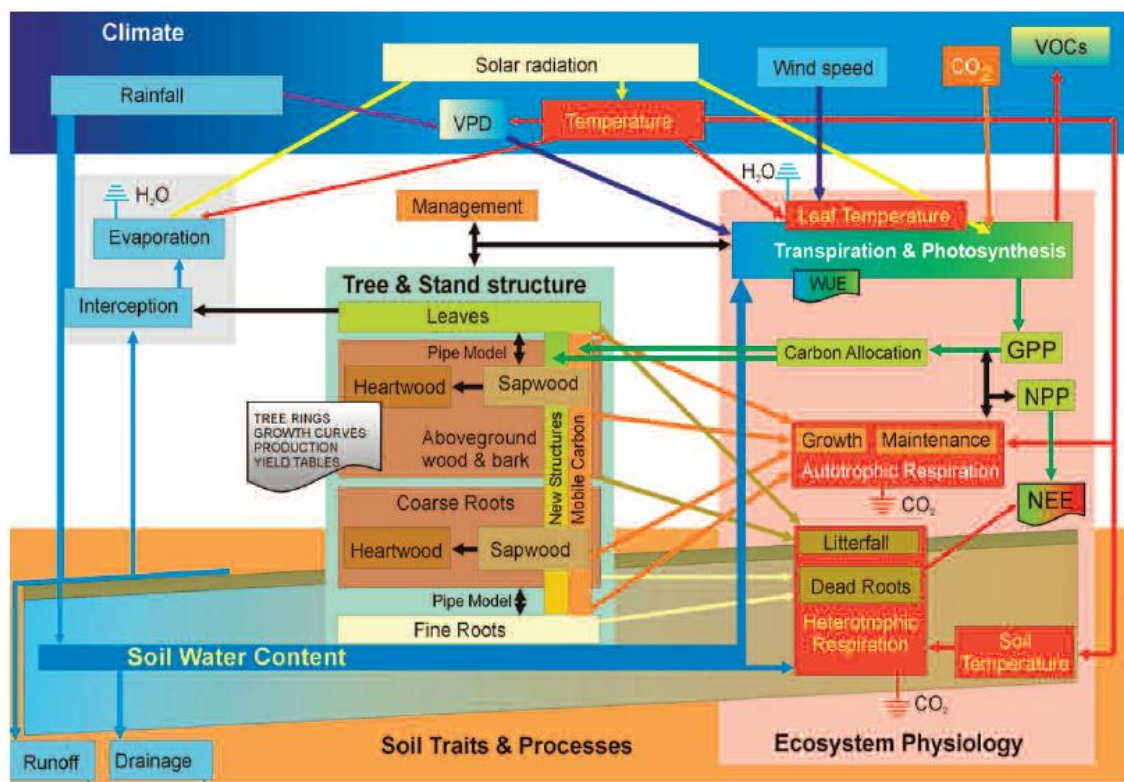 Climate
Solar radiation
Wind speed
CO₂
VOCs
Rainfall
VPD
Temperature
H₂O
H₂O
Management
Leaf Temperature
Evaporation
Transpiration & Photosynthesis
WUE
Tree & Stand structure
Interception
Leaves
Pipe Model
Carbon Allocation
GPP
Heartwood
Sapwood
NPP
TREE RINGS
GROWTH CURVES
PRODUCTION
YIELD TABLES
Aboveground
wood & bark
New Structures
Mobile Carbon
Growth
Maintenance
Autotrophic Respiration
CO₂
NEE
Coarse Roots
Heartwood
Sapwood
Litterfall
Dead Roots
Pipe Model
Fine Roots
Heterotrophic
Respiration
Soil
Temperature
Soil Water Content
CO₂
Runoff
Drainage
Soil Traits & Processes
Ecosystem Physiology